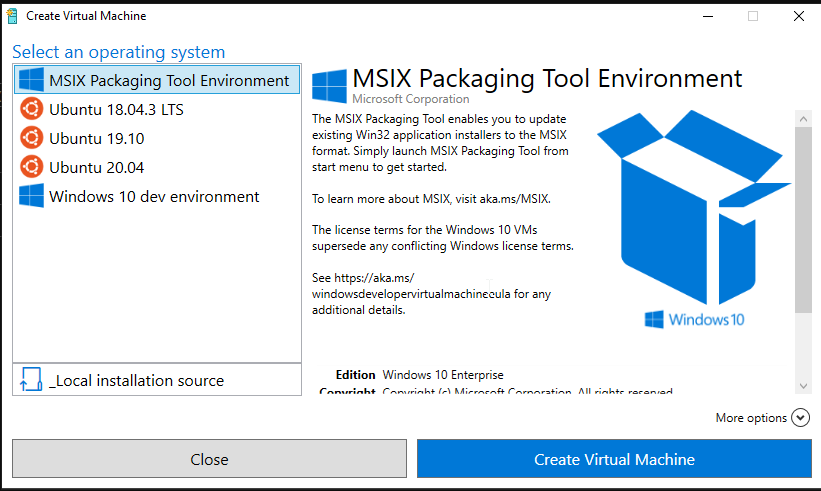 Create Virtual Machine
Select an operating system
MSIX Packaging Tool Environment
Ubuntu 18.04.3 LTS
Ubuntu 19.10
Ubuntu 20.04
Windows 10 dev environment
_Local installation source
MSIX Packaging Tool Environment
Microsoft Corporation
The MSIX Packaging Tool enables you to update
existing Win32 application installers to the MSIX
format. Simply launch MSIX Packaging Tool from
start menu to get started.
To learn more about MSIX, visit aka.ms/MSIX.
The license terms for the Windows 10 VMs
supersede any conflicting Windows license terms.
See https://aka.ms/
windowsdevelopervirtualmachineeula for any
additional details.
Windows10
Edition Windows 10 Enterprise
Copyright Copyright (c) Microsoft Corporation. All rights reserved.
More options
Close
Create Virtual Machine